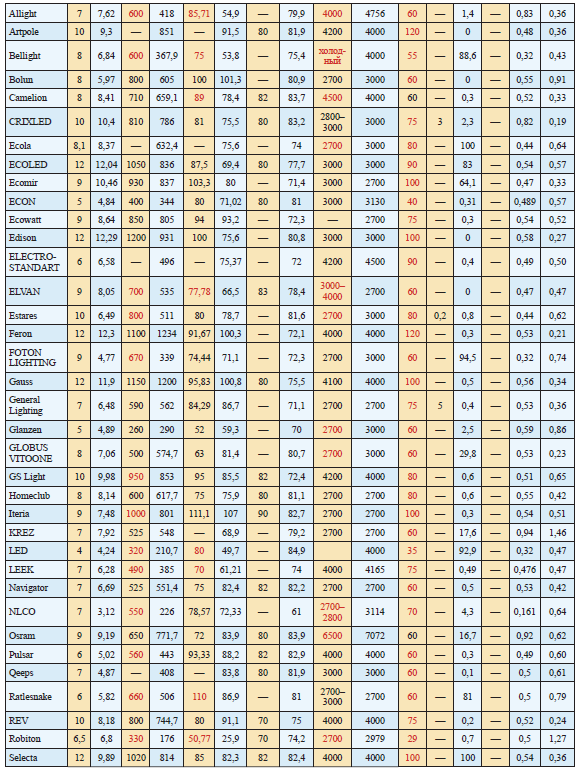 Allight 7 7,62 600 418 85,71 54,9 — 79,9 4000 4756 60 — 1,4 — 0,83 0,36
Artpole 10 9,3 — 851 — 91,5 80 81,9 4200 4000 120 — 0 — 0,48 0,36
Bellight 8 6,84 600 367,9 75 53,8 — 75,4 холод-
ный 4000 55 — 88,6 — 0,32 0,43
Bolun 8 5,97 800 605 100 101,3 — 80,9 2700 3000 60 — 0 — 0,55 0,91
Camelion 8 8,41 710 659,1 89 78,4 82 83,7 4500 4000 60 — 0,3 — 0,52 0,33
CRIXLED 10 10,4 810 786 81 75,5 80 83,2 2800–
3000 3000 75 3 2,3 — 0,82 0,19
Ecola 8,1 8,37 — 632,4 — 75,6 — 74 2700 3000 80 — 100 — 0,44 0,64
ECOLED 12 12,04 1050 836 87,5 69,4 80 77,7 3000 3000 90 — 83 — 0,54 0,57
Ecomir 9 10,46 930 837 103,3 80 — 71,4 3000 2700 100 — 64,1 — 0,47 0,33
ECON 5 4,84 400 344 80 71,02 80 81 3000 3130 40 — 0,31 — 0,489 0,57
Ecowatt 9 8,64 850 805 94 93,2 — 72,3 — 2700 75 — 0,3 — 0,54 0,52
Edison 12 12,29 1200 931 100 75,6 — 80,8 3000 3000 100 — 0 — 0,58 0,27
ELECTRO-
STANDART 6 6,58 — 496 — 75,37 — 72 4200 4500 90 — 0,4 — 0,49 0,50
ELVAN 9 8,05 700 535 77,78 66,5 83 78,4 3000–
4000 2700 60 — 0 — 0,47 0,47
Estares 10 6,49 800 511 80 78,7 — 81,6 2700 3000 80 0,2 0,8 — 0,44 0,62
Feron 12 12,3 1100 1234 91,67 100,3 — 72,1 4000 4000 120 — 0,3 — 0,53 0,21
FOTON
LIGHTING 9 4,77 670 339 74,44 71,1 — 72,3 2700 3000 60 — 94,5 — 0,32 0,74
Gauss 12 11,9 1150 1200 95,83 100,8 80 75,5 4100 4000 100 — 0,5 — 0,56 0,34
General
Lighting 7 6,48 590 562 84,29 86,7 — 71,1 2700 2700 75 5 0,4 — 0,53 0,36
Glanzen 5 4,89 260 290 52 59,3 — 70 2700 3000 60 — 2,5 — 0,59 0,86
GLOBUS
VITOONE 8 7,06 500 574,7 63 81,4 — 80,7 2700 3000 60 — 29,8 — 0,53 0,23
GS Light 10 9,98 950 853 95 85,5 82 72,4 4200 4000 80 — 0,6 — 0,51 0,65
Homeclub 8 8,14 600 617,7 75 75,9 80 81,1 2700 2700 80 — 0,6 — 0,55 0,42
Iteria 9 7,48 1000 801 111,1 107 90 82,7 2700 2700 100 — 0,3 — 0,54 0,51
KREZ 7 7,92 525 548 — 68,9 — 79,2 2700 2700 60 — 17,6 — 0,94 1,46
LED 4 4,24 320 210,7 80 49,7 — 84,9 4000 35 — 92,9 — 0,32 0,47
LEEK 7 6,28 490 385 70 61,21 — 74 4000 4165 75 — 0,49 — 0,476 0,47
Navigator 7 6,69 525 551,4 75 82,4 82 82,2 2700 2700 60 — 0,5 — 0,53 0,42
NLCO 7 3,12 550 226 78,57 72,33 — 61 2700–
2800 3114 70 — 4,3 — 0,161 0,64
Osram 9 9,19 650 771,7 72 83,9 80 83,9 6500 7072 60 — 16,7 — 0,92 0,62
Pulsar 6 5,02 560 443 93,33 88,2 82 82,9 4000 4000 60 — 0,3 — 0,49 0,60
Qeeps 7 4,87 — 408 — 83,8 80 81,9 3000 3000 60 — 0,1 — 0,5 0,61
Ratlesnake 6 5,82 660 506 110 86,9 — 81 2700–
3000 2700 60 — 81 — 0,5 0,79
REV 10 8,18 800 744,7 80 91,1 70 75 4000 4000 75 — 0,2 — 0,52 0,24
Robiton 6,5 6,8 330 176 50,77 25,9 70 74,2 2700 2979 29 — 0,7 — 0,5 1,27
Selecta 12 9,89 1020 814 85 82,3 82 82,4 4000 4000 100 — 100 — 0,54 0,36